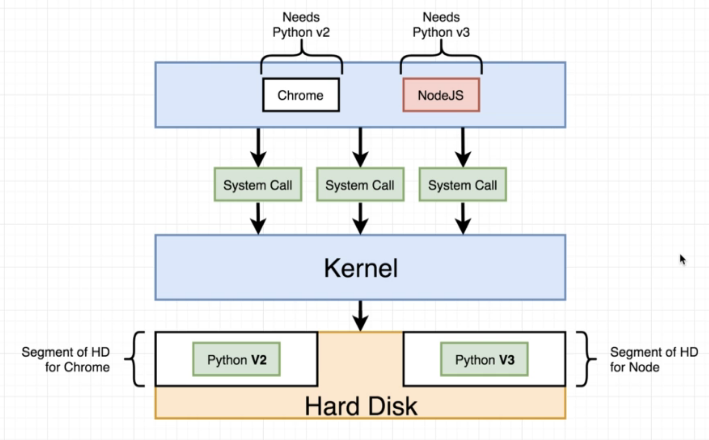 Needs
Python v2
Needs
Python v3
Chrome
NodeJS
System Call
System Call
System Call
Kernel
Segment of HD
for Chrome
Python V2
Python V3
Segment of HD
for Node
Hard Disk